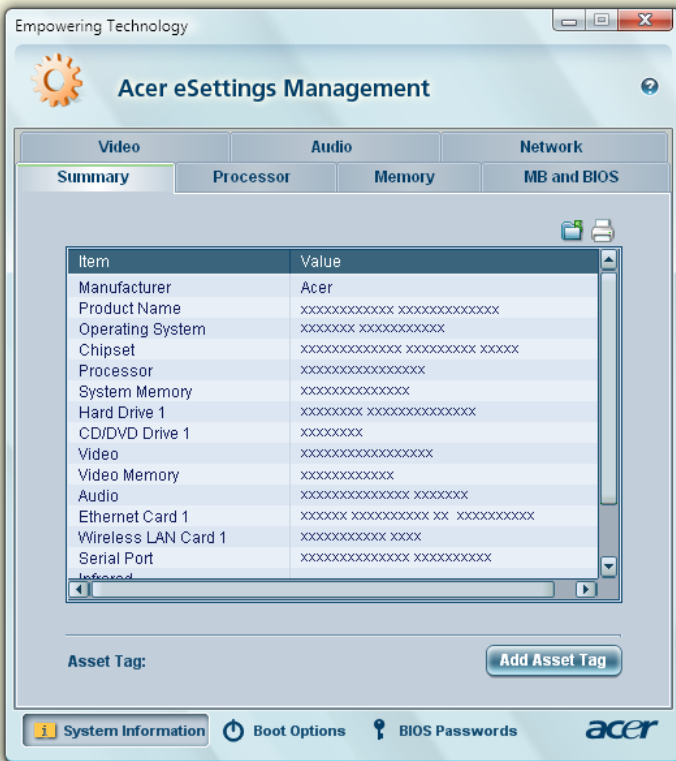 Empowering Technology
Acer eSettings Management
Video Audio Network
Summary Processor Memory MB and BIOS
Item Value
Manufacturer Acer
Product Name xxxxxxxxxxxx xxxxxxxxxxxxx
Operating System xxxxxxx xxxxxxxxxxx
Chipset xxxxxxxxxxxxx xxxxxxxxx xxxxx
Processor xxxxxxxxxxxxxxxx
System Memory xxxxxxxxxxxxxx
Hard Drive 1 xxxxxxxx xxxxxxxxxxxxxx
CD/DVD Drive 1 xxxxxxxx
Video xxxxxxxxxxxxxxxxx
Video Memory xxxxxxxxxxxx
Audio xxxxxxxxxxxxxx xxxxxxx
Ethernet Card 1 xxxxxx xxxxxxxxxx xx xxxxxxxxxx
Wireless LAN Card 1 xxxxxxxxxxx xxxx
Serial Port xxxxxxxxxxxxxx xxxxxxxxxx
Infrared
Asset Tag: Add Asset Tag
System Information Boot Options BIOS Passwords acer